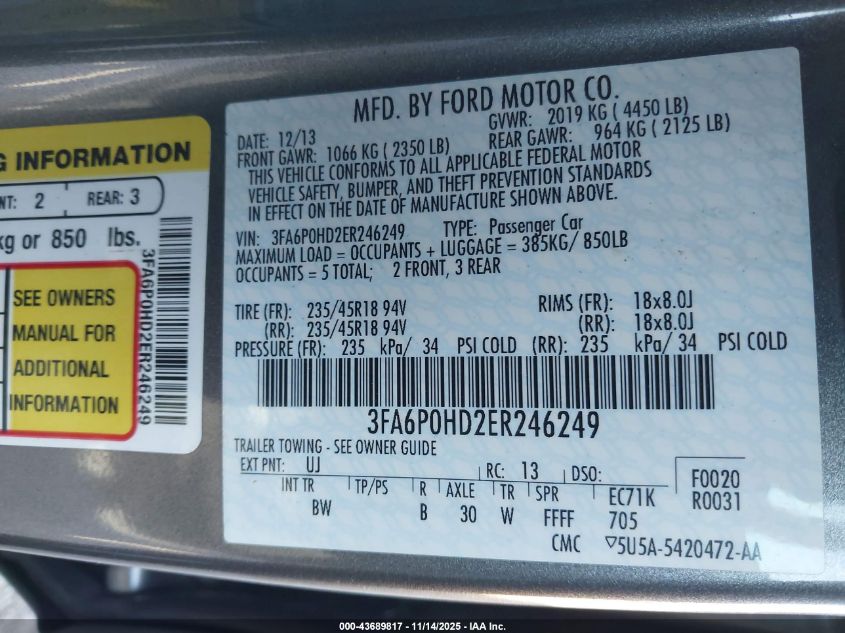 G INFORMATION
NT: 2 REAR: 3
kg or 850 lbs.
SEE OWNERS
MANUAL FOR
ADDITIONAL
INFORMATION
3FA6P0HD2ER246249
MFD. BY FORD MOTOR CO.
DATE: 12/13 GVWR: 2019 KG ( 4450 LB)
FRONT GAWR: 1066 KG ( 2350 LB) REAR GAWR: 964 KG ( 2125 LB)
THIS VEHICLE CONFORMS TO ALL APPLICABLE FEDERAL MOTOR
VEHICLE SAFETY, BUMPER, AND THEFT PREVENTION STANDARDS
IN EFFECT ON THE DATE OF MANUFACTURE SHOWN ABOVE.
VIN: 3FA6P0HD2ER246249 TYPE: Passenger Car
MAXIMUM LOAD = OCCUPANTS + LUGGAGE = 385KG/ 850LB
OCCUPANTS = 5 TOTAL; 2 FRONT, 3 REAR
TIRE (FR): 235/45R18 94V RIMS (FR): 18x8.0J
(RR): 235/45R18 94V (RR): 18x8.0J
PRESSURE (FR): 235 kPa/ 34 PSI COLD (RR): 235 kPa/ 34 PSI COLD
3FA6P0HD2ER246249
TRAILER TOWING - SEE OWNER GUIDE
EXT PNT: UJ RC: 13 DSO: F0020
INT TR TP/PS R AXLE TR SPR EC71K R0031
BW B 30 W FFFF 705
CMC ▽5U5A-5420472-AA
000-43689817 | 11/14/2025 - IAA Inc.